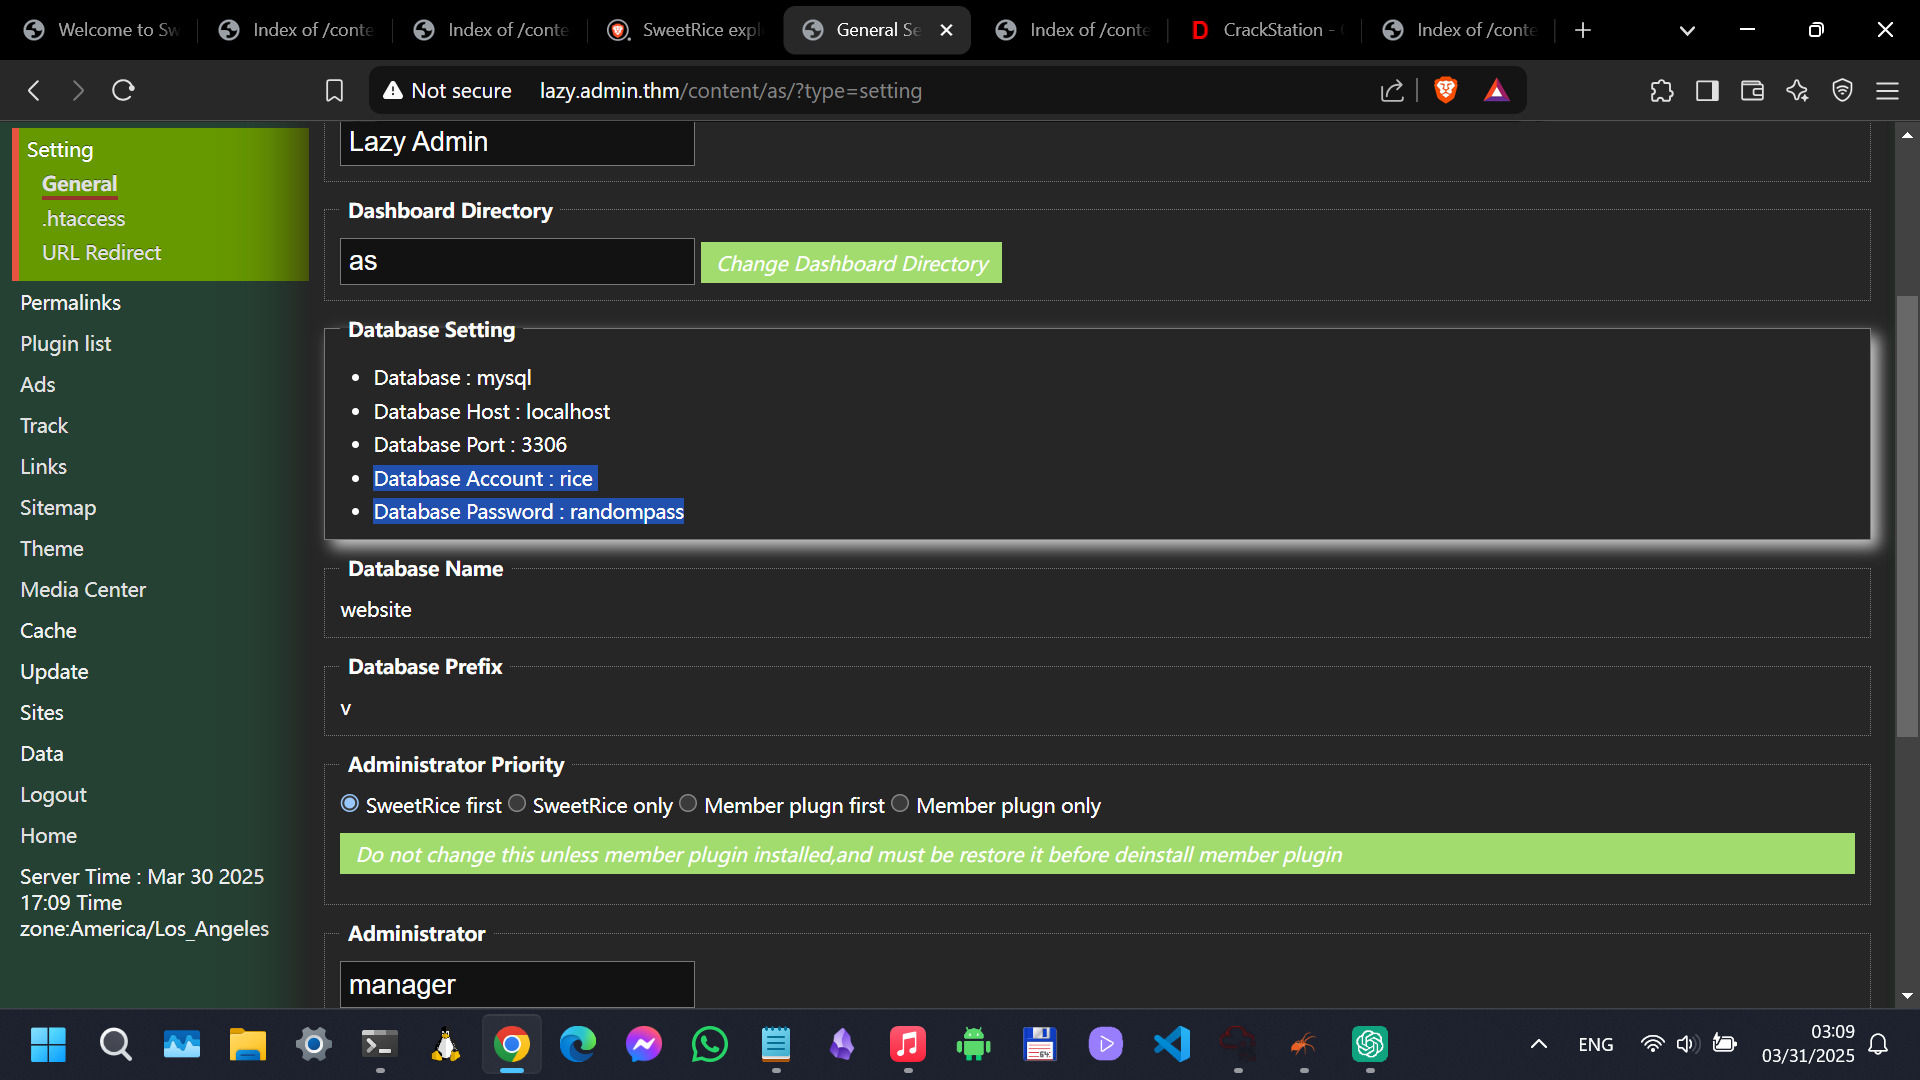 Welcome to Sw
Index of /conte
Index of /conte
SweetRice expl
General Se
Index of /conte
CrackStation -
Index of /conte
Not secure
lazy.admin.thm/content/as/?type=setting
Setting
General
.htaccess
URL Redirect
Permalinks
Plugin list
Ads
Track
Links
Sitemap
Theme
Media Center
Cache
Update
Sites
Data
Logout
Home
Server Time : Mar 30 2025
17:09 Time
zone:America/Los_Angeles
Lazy Admin
Dashboard Directory
as
Change Dashboard Directory
Database Setting
• Database : mysql
• Database Host : localhost
• Database Port : 3306
• Database Account : rice
• Database Password : randompass
Database Name
website
Database Prefix
v
Administrator Priority
SweetRice first SweetRice only Member plugn first Member plugn only
Do not change this unless member plugin installed,and must be restore it before deinstall member plugin
Administrator
manager
64
ENG
03:09
03/31/2025